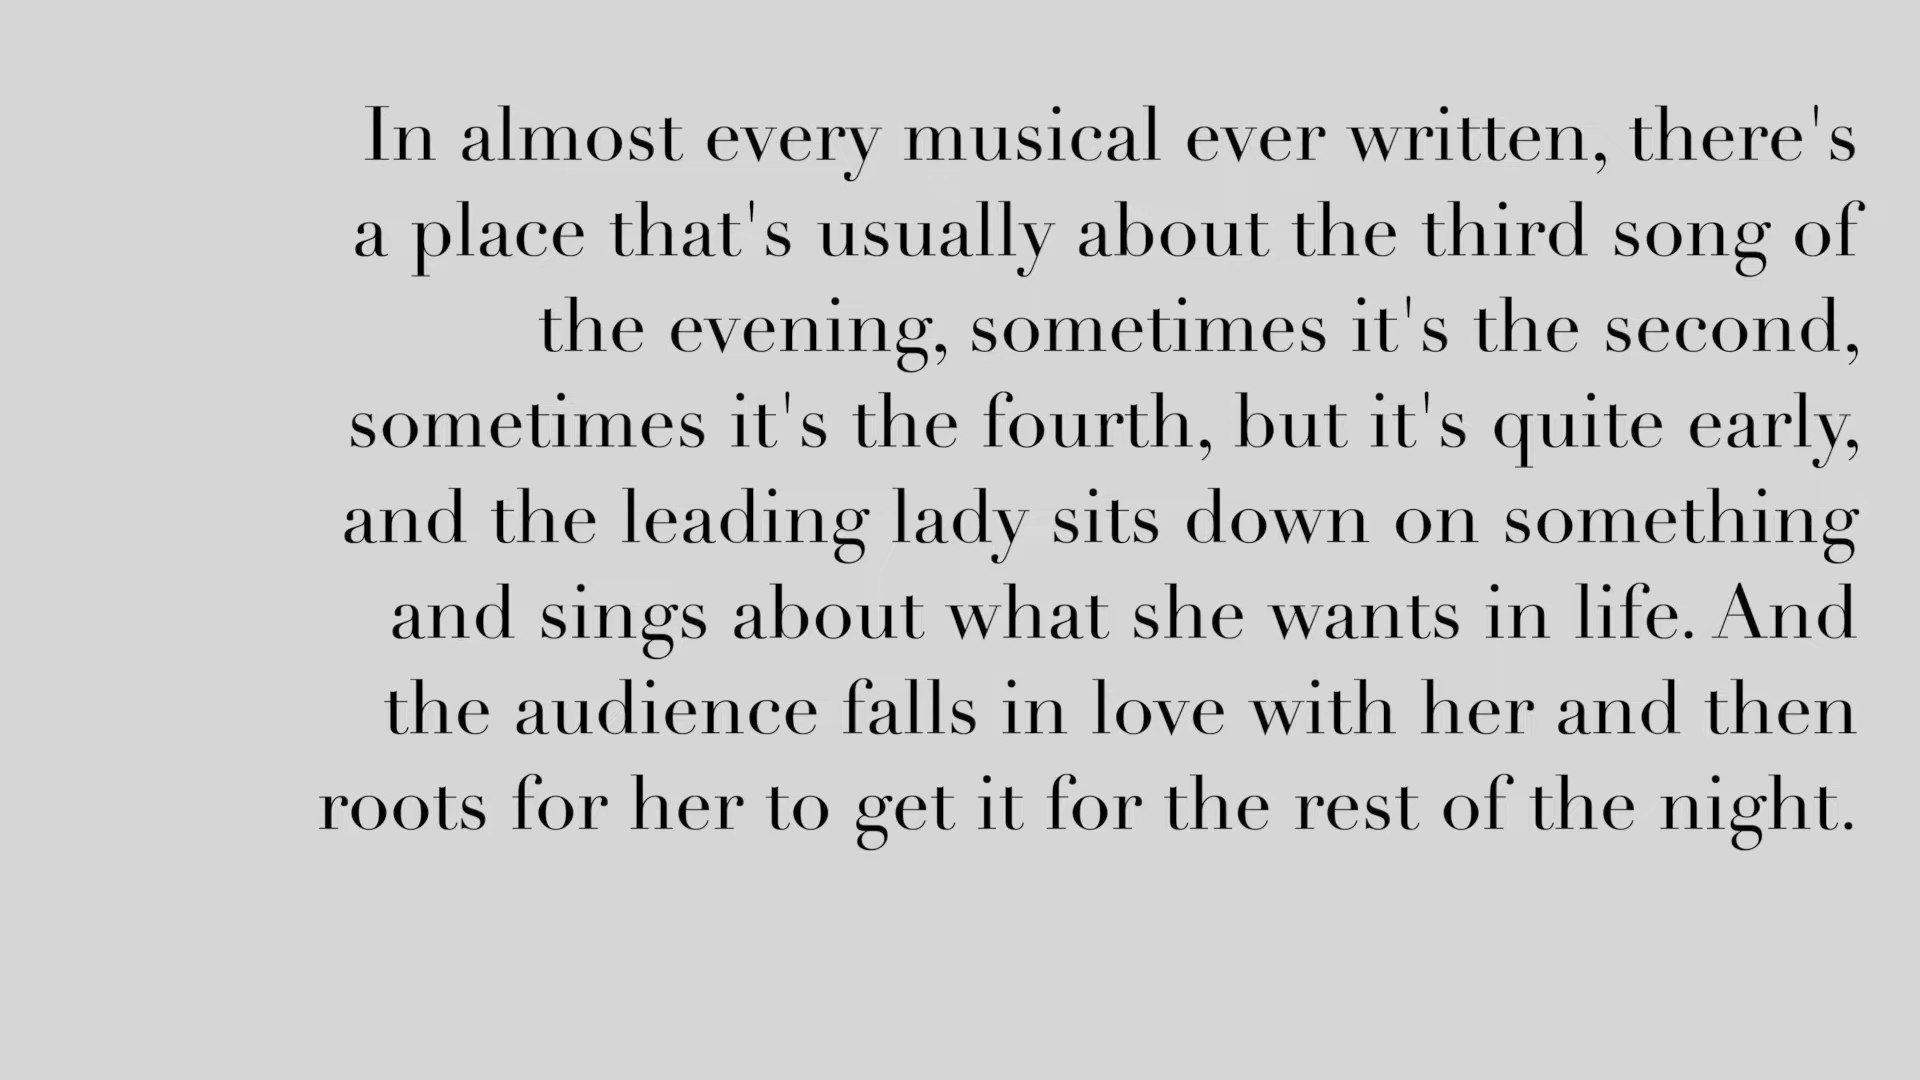 In almost every musical ever written, there's
a place that's usually about the third song of
the evening, sometimes it's the second,
sometimes it's the fourth, but it's quite early,
and the leading lady sits down on something
and sings about what she wants in life. And
the audience falls in love with her and then
roots for her to get it for the rest of the night.